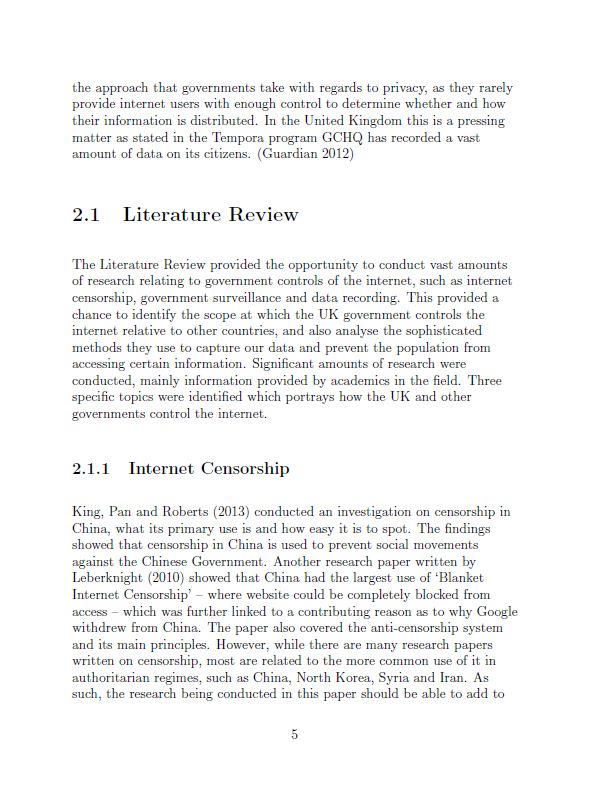 the approach that governments take with regards to privacy, as they rarely
provide internet users with enough control to determine whether and how
their information is distributed. In the United Kingdom this is a pressing
matter as stated in the Tempora program GCHQ has recorded a vast
amount of data on its citizens. (Guardian 2012)
2.1 Literature Review
The Literature Review provided the opportunity to conduct vast amounts
of research relating to government controls of the internet, such as internet
censorship, government surveillance and data recording. This provided a
chance to identify the scope at which the UK government controls the
internet relative to other countries, and also analyse the sophisticated
methods they use to capture our data and prevent the population from
accessing certain information. Significant amounts of research were
conducted, mainly information provided by academics in the field. Three
specific topics were identified which portrays how the UK and other
governments control the internet.
2.1.1 Internet Censorship
King, Pan and Roberts (2013) conducted an investigation on censorship in
China, what its primary use is and how easy it is to spot. The findings
showed that censorship in China is used to prevent social movements
against the Chinese Government. Another research paper written by
Leberknight (2010) showed that China had the largest use of ‘Blanket
Internet Censorship’ – where website could be completely blocked from
access – which was further linked to a contributing reason as to why Google
withdrew from China. The paper also covered the anti-censorship system
and its main principles. However, while there are many research papers
written on censorship, most are related to the more common use of it in
authoritarian regimes, such as China, North Korea, Syria and Iran. As
such, the research being conducted in this paper should be able to add to
5